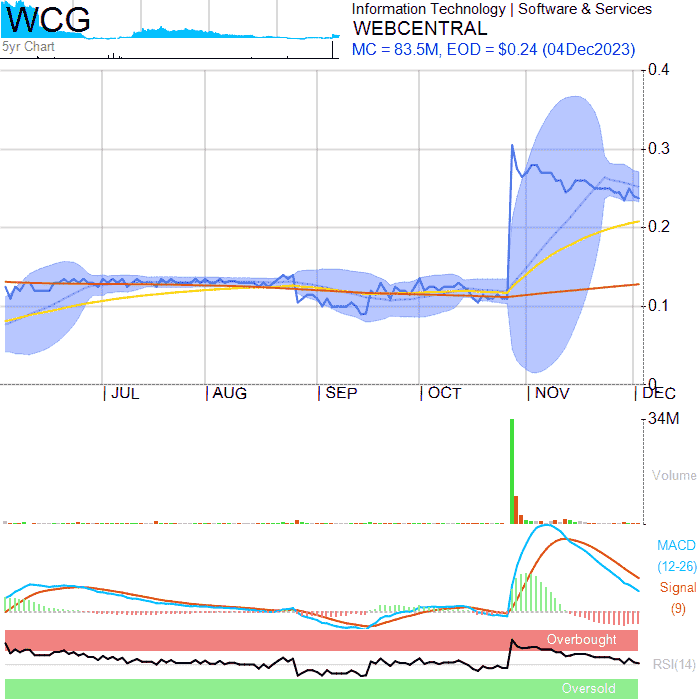 WCG
5yr Chart
Information Technology | Software & Services
WEBCENTRAL
MC = 83.5M, EOD = $0.24 (04Dec2023)
0.4
0.3
0.2
0.1
0
JUL
AUG
SEP
OCT
NOV
DEC
34M
Volume
MACD
(12-26)
Signal
(9)
Overbought
RSI(14)
Oversold